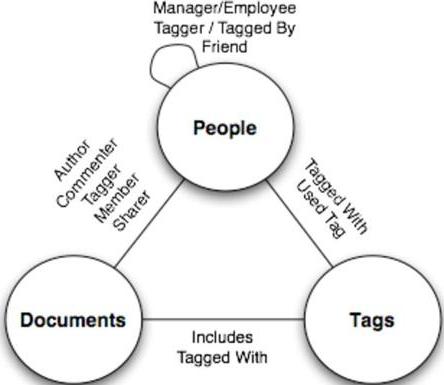 Manager/Employee
Tagger / Tagged By
Friend
People
Author
Commenter
Tagger
Member
Sharer
Tagged With
Used Tag
Documents
Tags
Includes
Tagged With